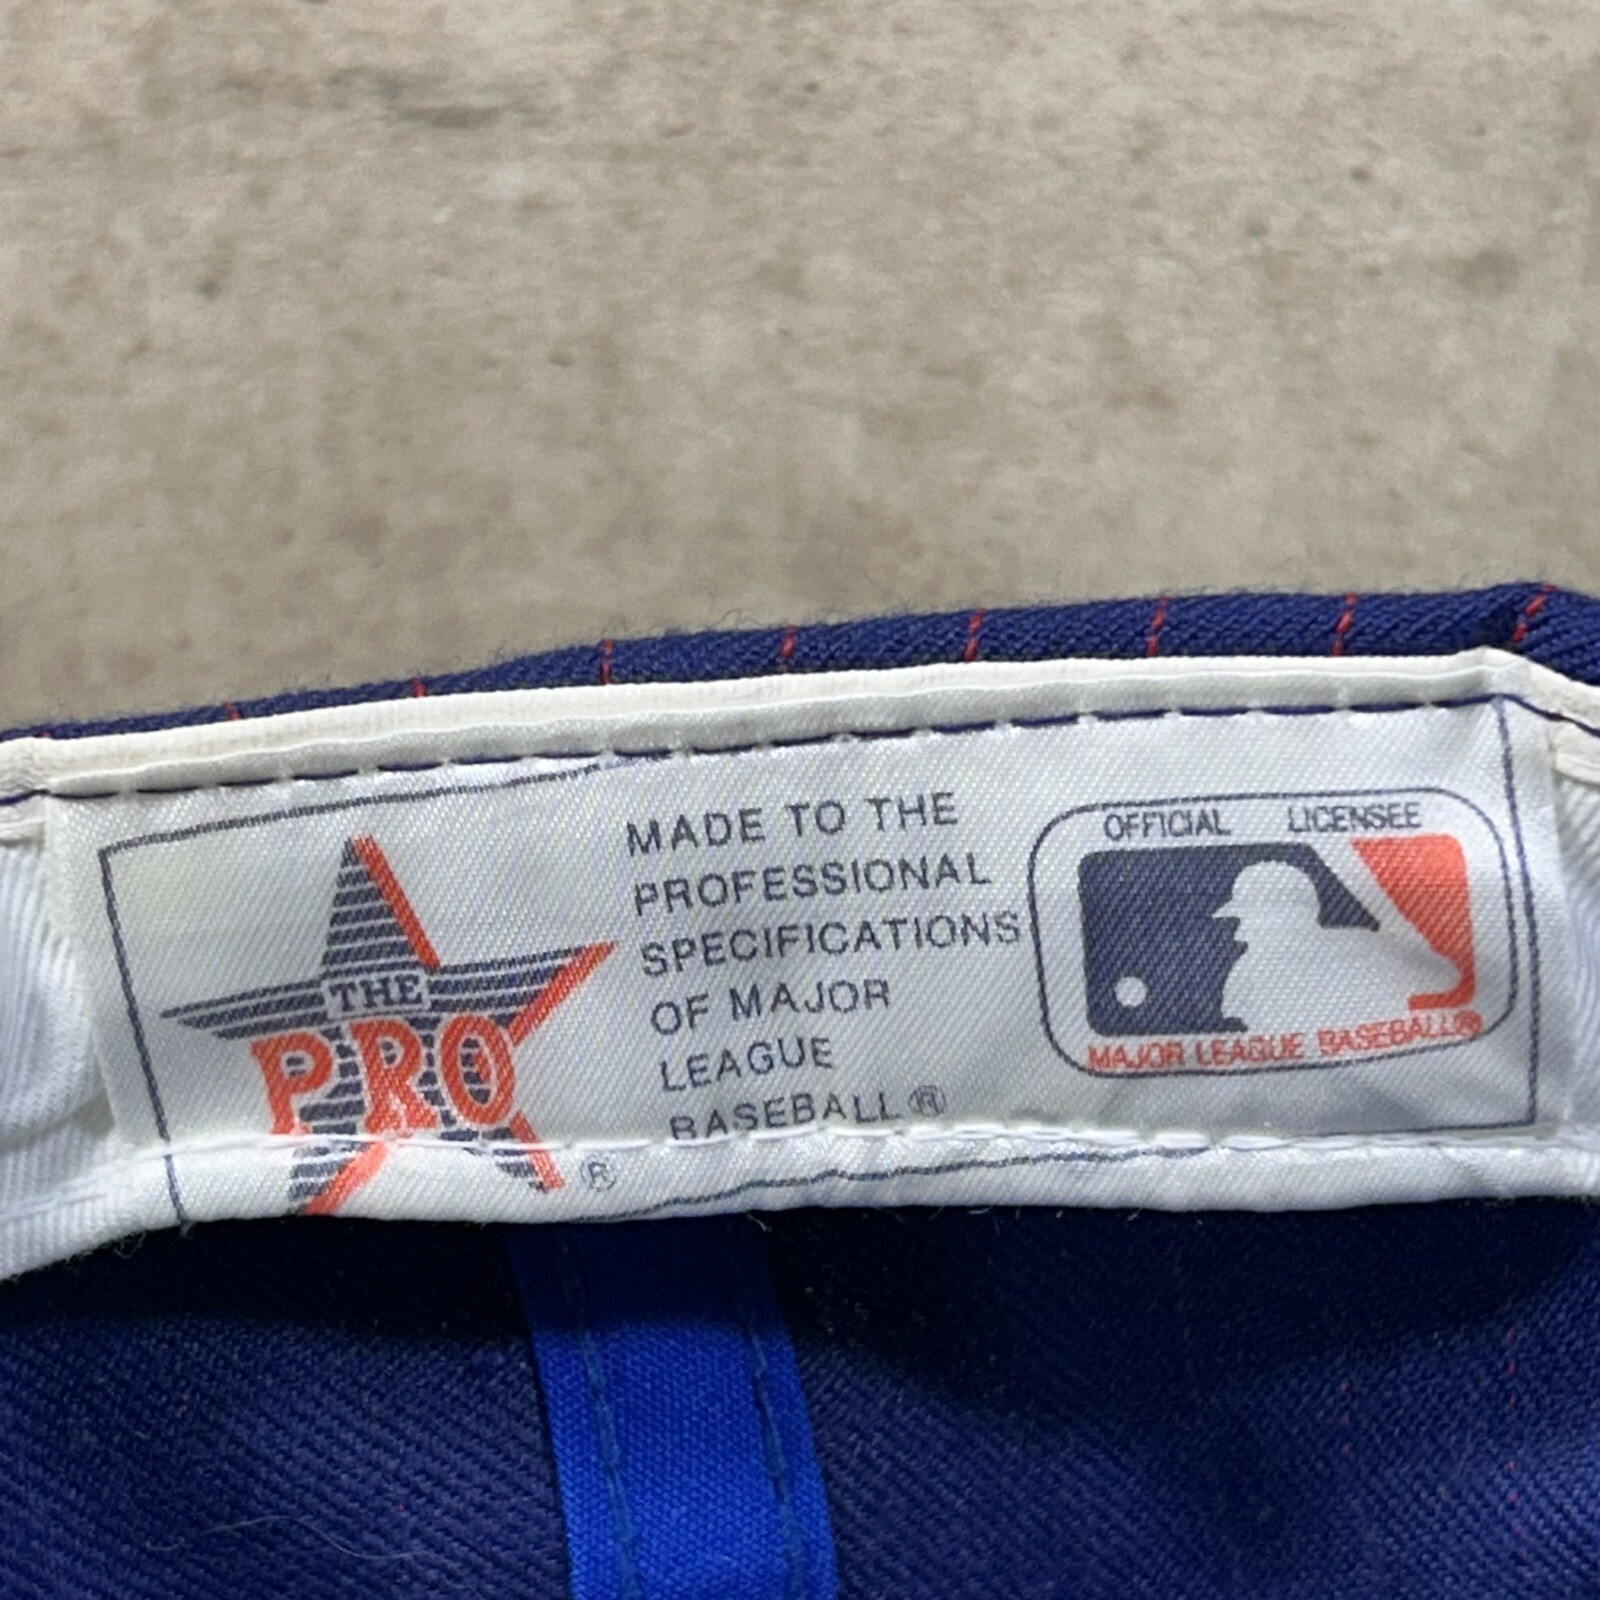 THE
PRO
®
MADE TO THE
PROFESSIONAL
SPECIFICATIONS
OF MAJOR
LEAGUE
BASEBALL®
OFFICIAL LICENSEE
MAJOR LEAGUE BASEBALL®